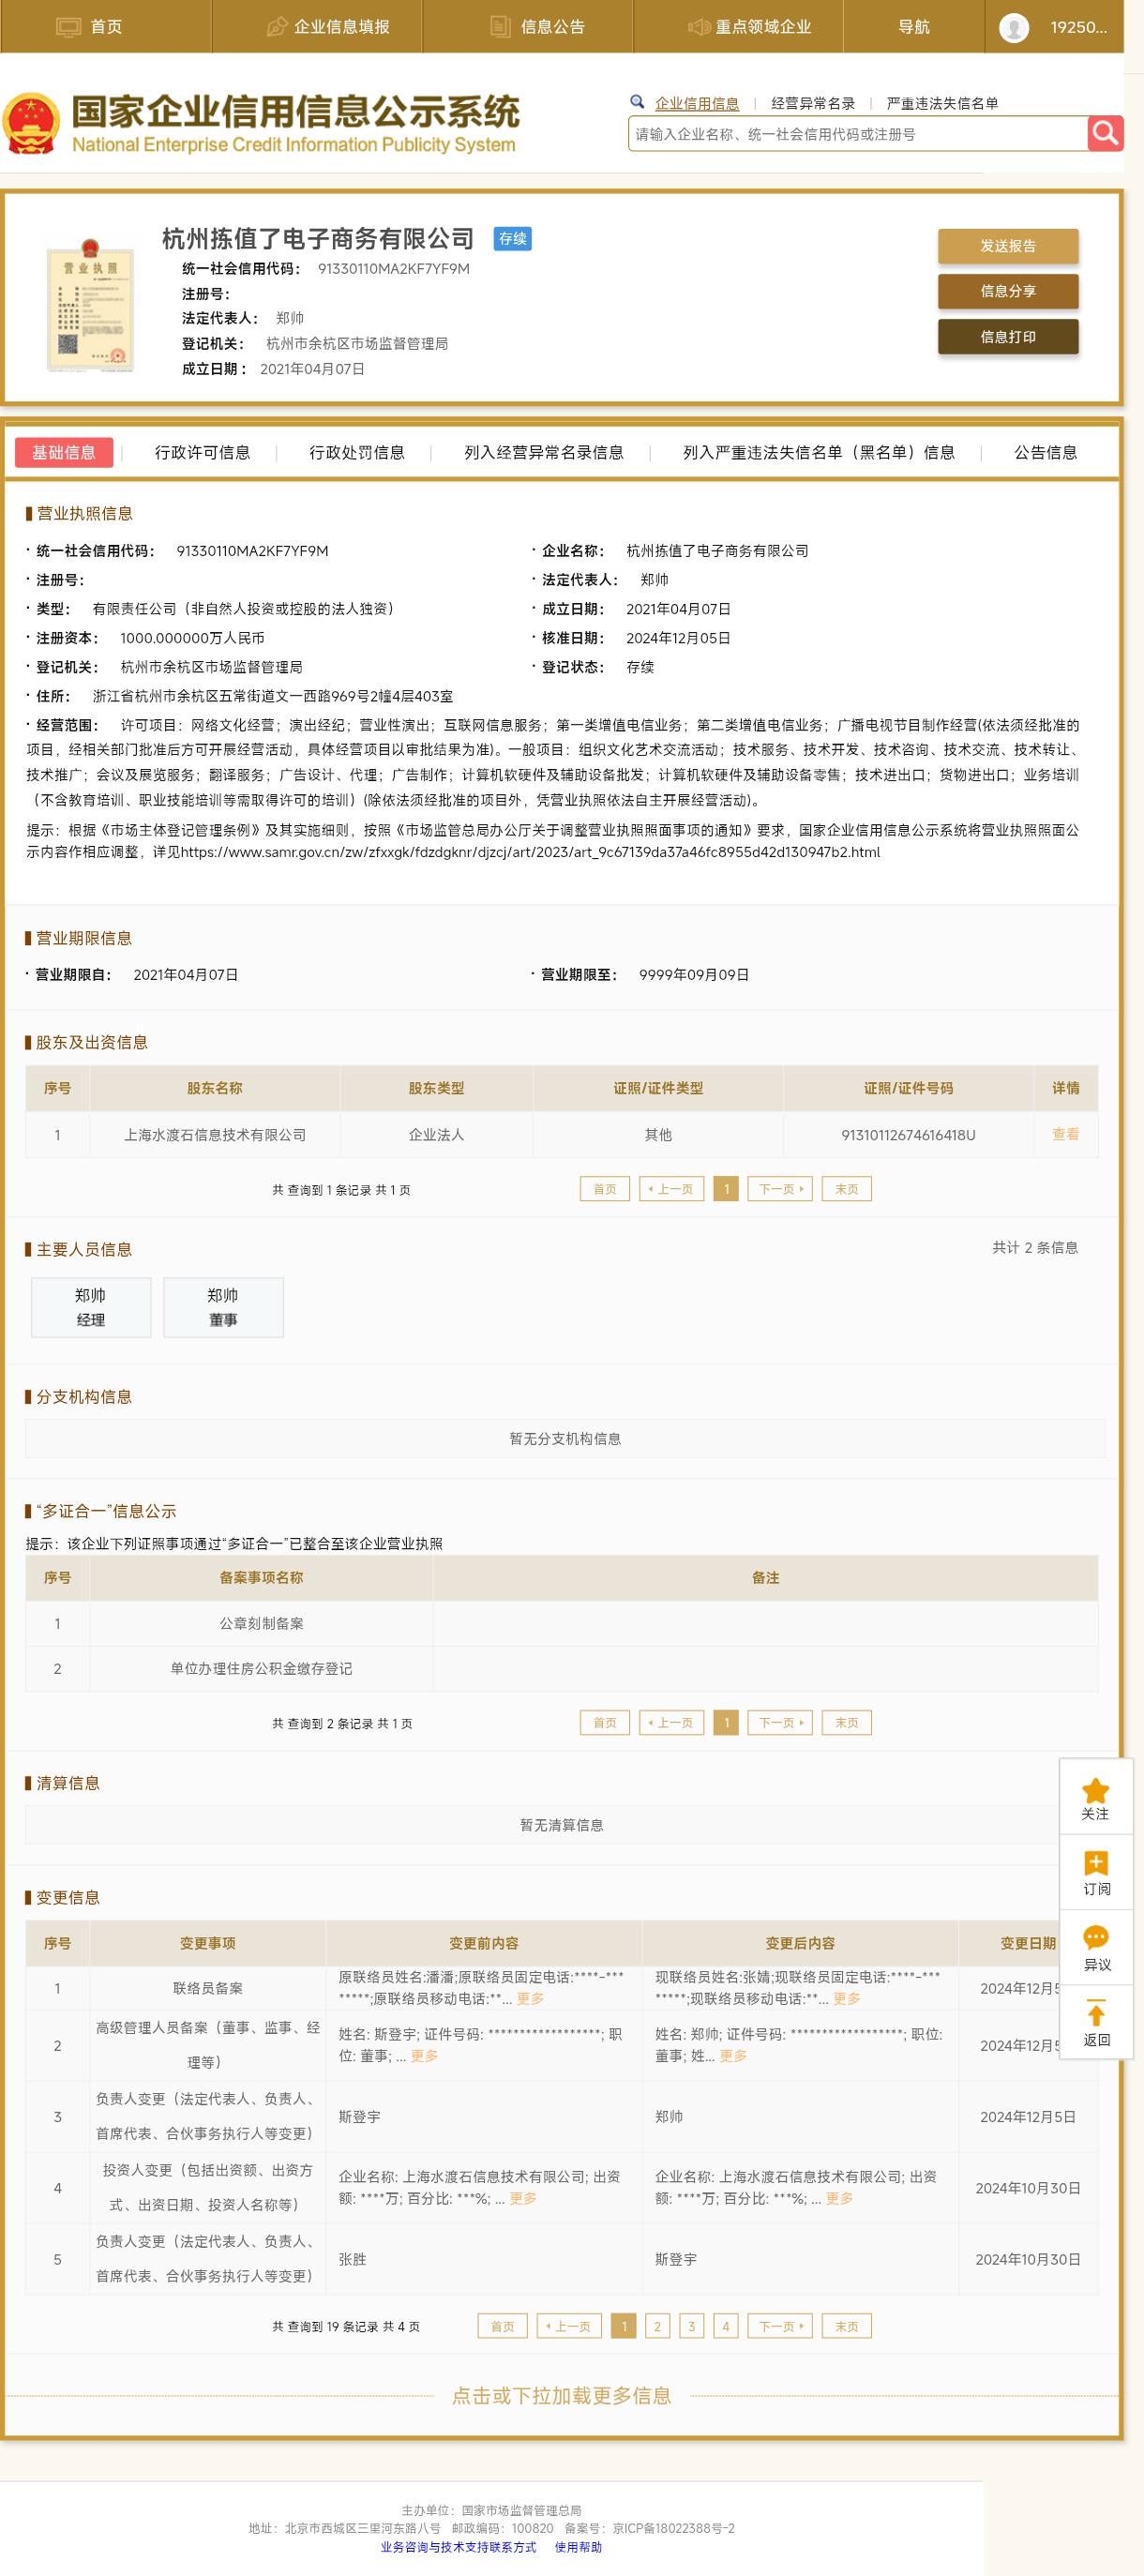 首页 企业信息填报 信息公告 重点领域企业 导航 19250...
国家企业信用信息公示系统
National Enterprise Credit Information Publicity System
企业信用信息 | 经营异常名录 | 严重违法失信名单
请输入企业名称、统一社会信用代码或注册号
营业执照
杭州拣值了电子商务有限公司 存续
统一社会信用代码： 91330110MA2KF7YF9M
注册号：
法定代表人： 郑帅
登记机关： 杭州市余杭区市场监督管理局
成立日期： 2021年04月07日
发送报告
信息分享
信息打印
基础信息 | 行政许可信息 | 行政处罚信息 | 列入经营异常名录信息 | 列入严重违法失信名单（黑名单）信息 | 公告信息
营业执照信息
· 统一社会信用代码： 91330110MA2KF7YF9M · 企业名称： 杭州拣值了电子商务有限公司
· 注册号： · 法定代表人： 郑帅
· 类型： 有限责任公司（非自然人投资或控股的法人独资） · 成立日期： 2021年04月07日
· 注册资本： 1000.000000万人民币 · 核准日期： 2024年12月05日
· 登记机关： 杭州市余杭区市场监督管理局 · 登记状态： 存续
· 住所： 浙江省杭州市余杭区五常街道文一西路969号2幢4层403室
· 经营范围： 许可项目：网络文化经营；演出经纪；营业性演出；互联网信息服务；第一类增值电信业务；第二类增值电信业务；广播电视节目制作经营(依法须经批准的
项目，经相关部门批准后方可开展经营活动，具体经营项目以审批结果为准)。一般项目：组织文化艺术交流活动；技术服务、技术开发、技术咨询、技术交流、技术转让、
技术推广；会议及展览服务；翻译服务；广告设计、代理；广告制作；计算机软硬件及辅助设备批发；计算机软硬件及辅助设备零售；技术进出口；货物进出口；业务培训
（不含教育培训、职业技能培训等需取得许可的培训）(除依法须经批准的项目外，凭营业执照依法自主开展经营活动)。
提示：根据《市场主体登记管理条例》及其实施细则，按照《市场监管总局办公厅关于调整营业执照照面事项的通知》要求，国家企业信用信息公示系统将营业执照照面公
示内容作相应调整，详见https://www.samr.gov.cn/zw/zfxxgk/fdzdgknr/djzcj/art/2023/art_9c67139da37a46fc8955d42d130947b2.html
营业期限信息
· 营业期限自： 2021年04月07日 · 营业期限至： 9999年09月09日
股东及出资信息
序号 股东名称 股东类型 证照/证件类型 证照/证件号码 详情
1 上海水渡石信息技术有限公司 企业法人 其他 91310112674616418U 查看
共 查询到 1 条记录 共 1 页 首页 上一页 1 下一页 末页
主要人员信息 共计 2 条信息
郑帅 郑帅
经理 董事
分支机构信息
暂无分支机构信息
“多证合一”信息公示
提示：该企业下列证照事项通过“多证合一”已整合至该企业营业执照
序号 备案事项名称 备注
1 公章刻制备案
2 单位办理住房公积金缴存登记
共 查询到 2 条记录 共 1 页 首页 上一页 1 下一页 末页
清算信息
暂无清算信息
关注
订阅
异议
返回
变更信息
序号 变更事项 变更前内容 变更后内容 变更日期
1 联络员备案 原联络员姓名:潘潘;原联络员固定电话:****-*** 现联络员姓名:张婧;现联络员固定电话:****-*** 2024年12月5
*****;原联络员移动电话:**... 更多 *****;现联络员移动电话:**... 更多
2 高级管理人员备案（董事、监事、经 姓名: 斯登宇; 证件号码: ******************; 职 姓名: 郑帅; 证件号码: ******************; 职位: 2024年12月5
理等） 位: 董事; ... 更多 董事; 姓... 更多
3 负责人变更（法定代表人、负责人、 斯登宇 郑帅 2024年12月5日
首席代表、合伙事务执行人等变更）
4 投资人变更（包括出资额、出资方 企业名称: 上海水渡石信息技术有限公司; 出资 企业名称: 上海水渡石信息技术有限公司; 出资 2024年10月30日
式、出资日期、投资人名称等） 额: ****万; 百分比: ***%; ... 更多 额: ****万; 百分比: ***%; ... 更多
5 负责人变更（法定代表人、负责人、 张胜 斯登宇 2024年10月30日
首席代表、合伙事务执行人等变更）
共 查询到 19 条记录 共 4 页 首页 上一页 1 2 3 4 下一页 末页
点击或下拉加载更多信息
主办单位：国家市场监督管理总局
地址：北京市西城区三里河东路八号 邮政编码：100820 备案号：京ICP备18022388号-2
业务咨询与技术支持联系方式 使用帮助